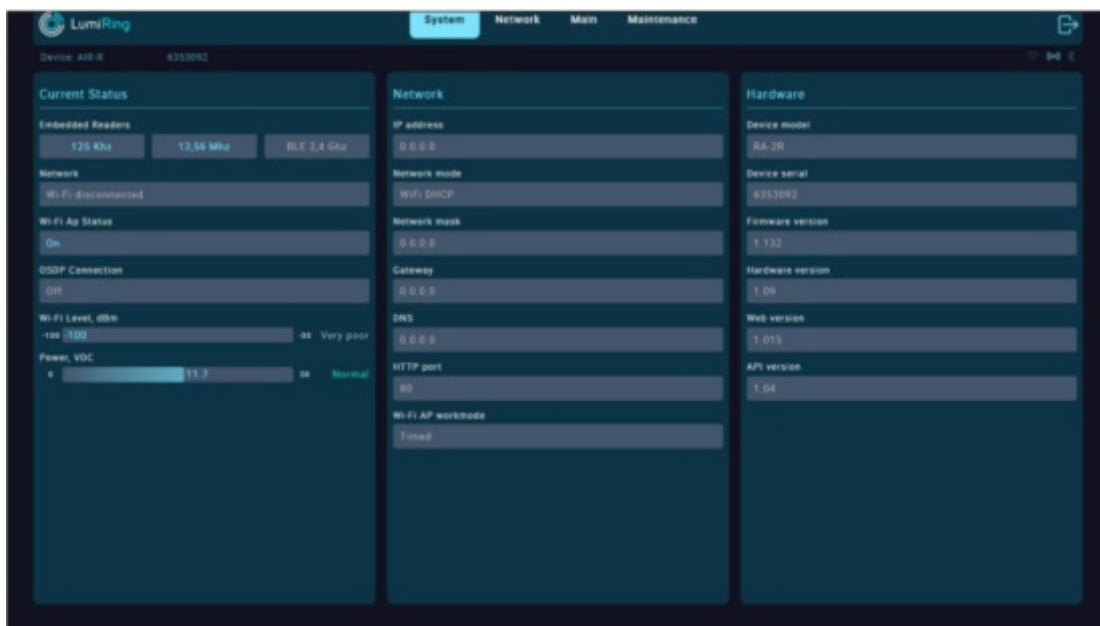 LumiRing
System Network Main Maintenance
Device: AIR-R 6353092
Current Status
Embedded Readers
125 Khz 13,56 Mhz BLE 2,4 Ghz
Network
Wi-Fi disconnected
Wi-Fi Ap Status
On
OSDP Connection
Off
Wi-Fi Level, dBm
-100 -100 -30 Very poor
Power, VDC
0 11.7 20 Normal
Network
IP address
0.0.0.0
Network mode
WiFi DHCP
Network mask
0.0.0.0
Gateway
0.0.0.0
DNS
0.0.0.0
HTTP port
80
Wi-Fi AP workmode
Timed
Hardware
Device model
RA-2R
Device serial
6353092
Firmware version
1.132
Hardware version
1.09
Web version
1.015
API version
1.04